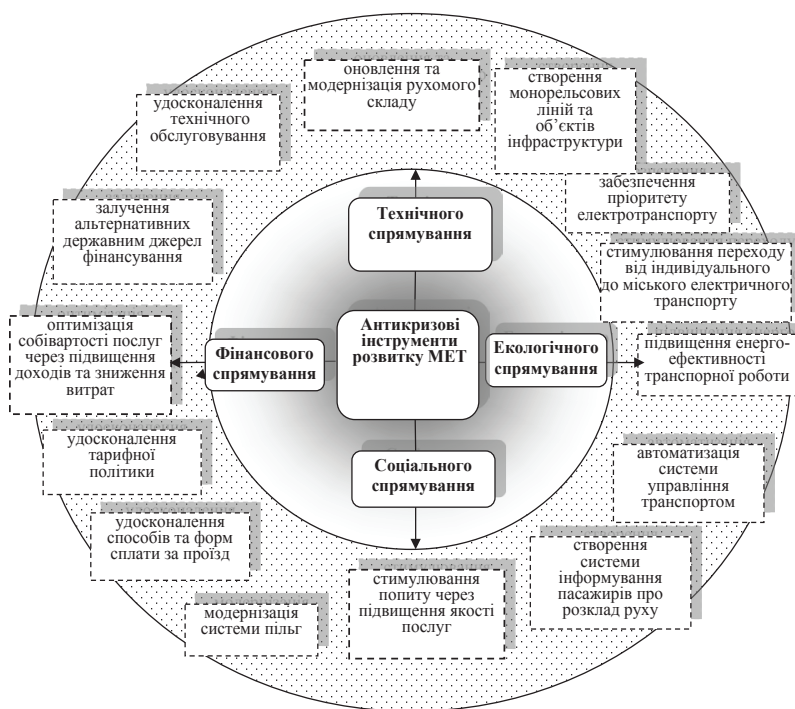 оновлення та
модернізація рухомого
складу
створення
монорельсових
ліній та
об’єктів
інфраструктури
удосконалення
технічного
обслуговування
забезпечення
пріоритету
електротранспорту
залучення
альтернативних
державним джерел
фінансування
Технічного
спрямування
стимулювання переходу
від індивідуального
до міського електричного
транспорту
оптимізація
собівартості послуг
через підвищення
доходів та зниження
витрат
Фінансового
спрямування
Антикризові
інструменти
розвитку МЕТ
Екологічного
спрямування
підвищення енерго-
ефективності
транспорної роботи
удосконалення
тарифної
політики
Соціального
спрямування
автоматизація
системи
управління
транспортом
удосконалення
способів та форм
сплати за проїзд
створення
системи
інформування
пасажирів про
розклад руху
модернізація
системи пільг
стимулювання
попиту через
підвищення якості
послуг